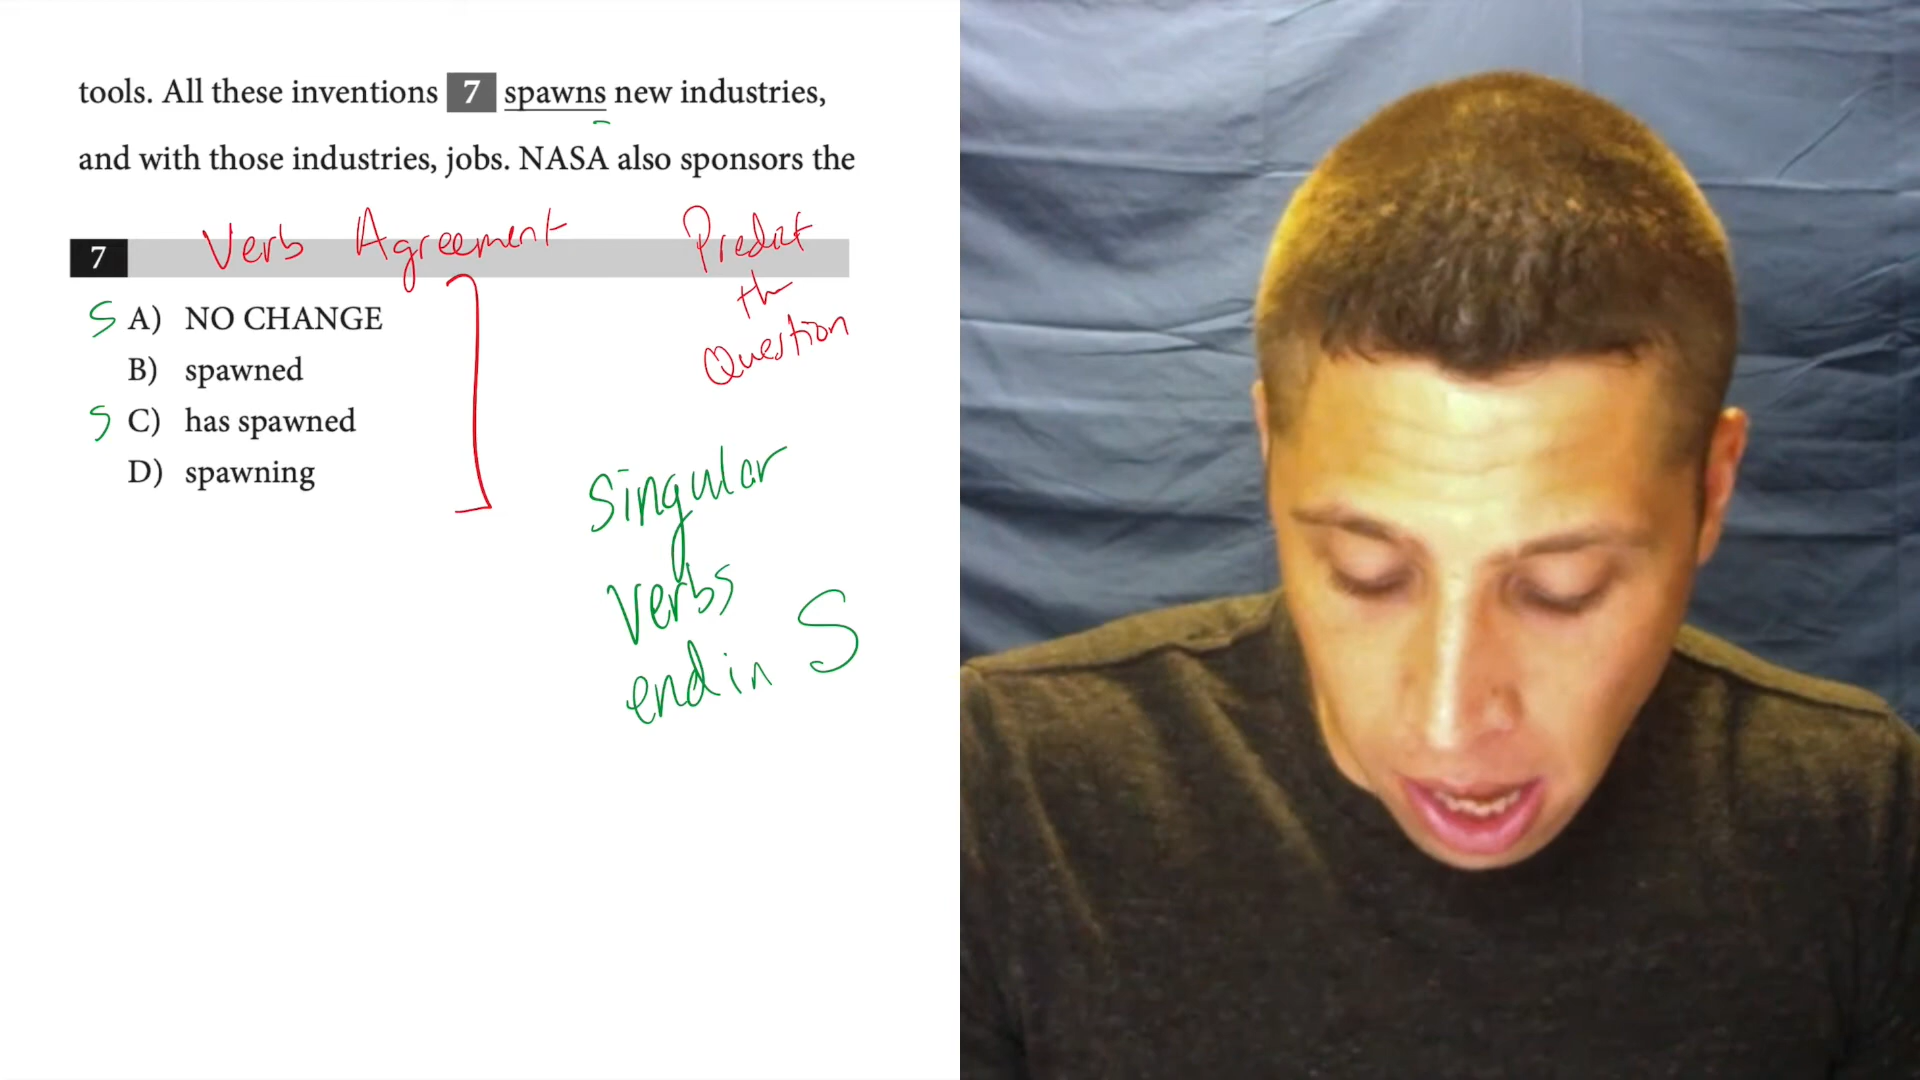 tools. All these inventions 7 spawns new industries,
and with those industries, jobs. NASA also sponsors the
Verb Agreement
Predict
the
Question
7
S A) NO CHANGE
B) spawned
S C) has spawned
D) spawning
Singular
Verbs
end in S